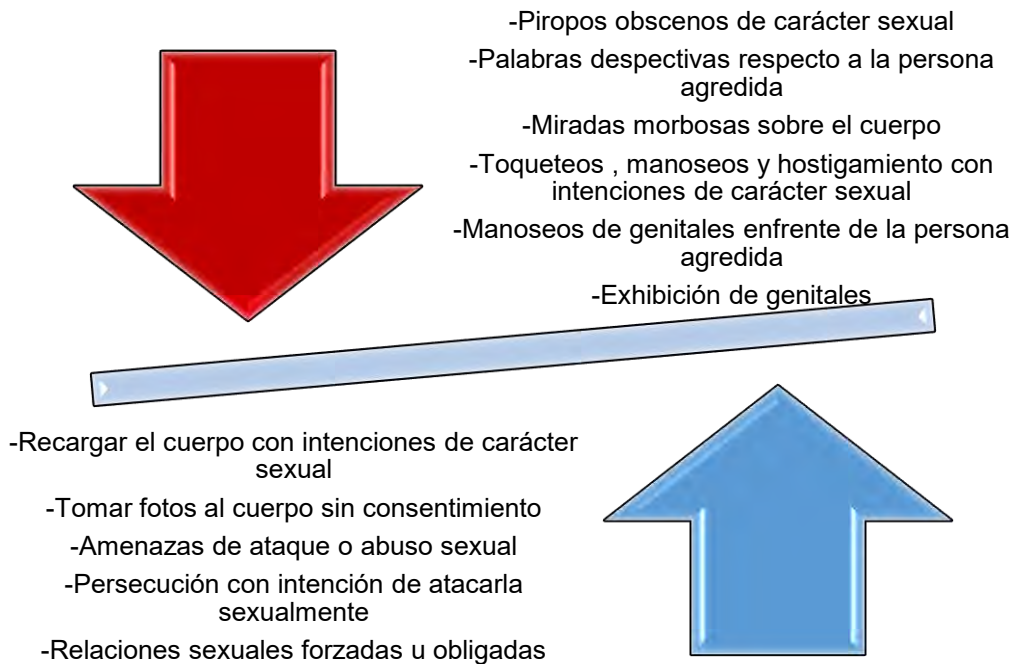 -Piropos obscenos de carácter sexual
-Palabras despectivas respecto a la persona
agredida
-Miradas morbosas sobre el cuerpo
-Toqueteos , manoseos y hostigamiento con
intenciones de carácter sexual
-Manoseos de genitales enfrente de la persona
agredida
-Exhibición de genitales
-Recargar el cuerpo con intenciones de carácter
sexual
-Tomar fotos al cuerpo sin consentimiento
-Amenazas de ataque o abuso sexual
-Persecución con intención de atacarla
sexualmente
-Relaciones sexuales forzadas u obligadas